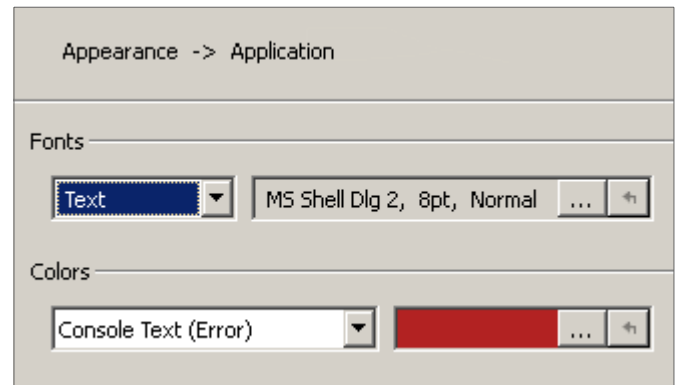 Appearance -> Application
Fonts
Text MS Shell Dlg 2, 8pt, Normal ...
Colors
Console Text (Error) ...